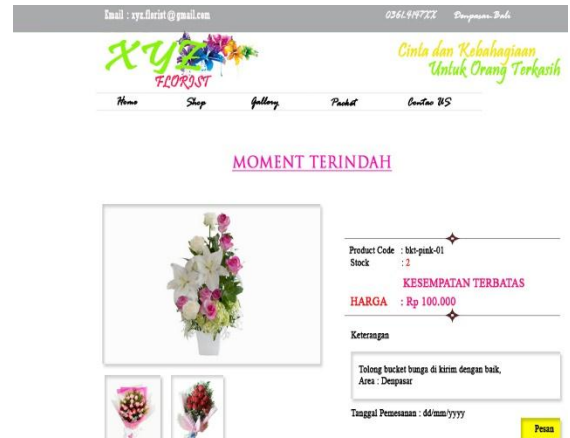 Email : xyz.florist@gmail.com
0361.4197XX Denpasar. Bali
XYZ
FLORIST
Cinta dan Kebahagiaan
Untuk Orang Terkasih
Home Shop Gallery Packet Contac US
MOMENT TERINDAH
Product Code : bkt-pink-01
Stock : 2
KESEMPATAN TERBATAS
HARGA : Rp 100.000
Keterangan
Tolong bucket bunga di kirim dengan baik,
Area : Denpasar
Tanggal Pemesanan : dd/mm/yyyy
Pesan